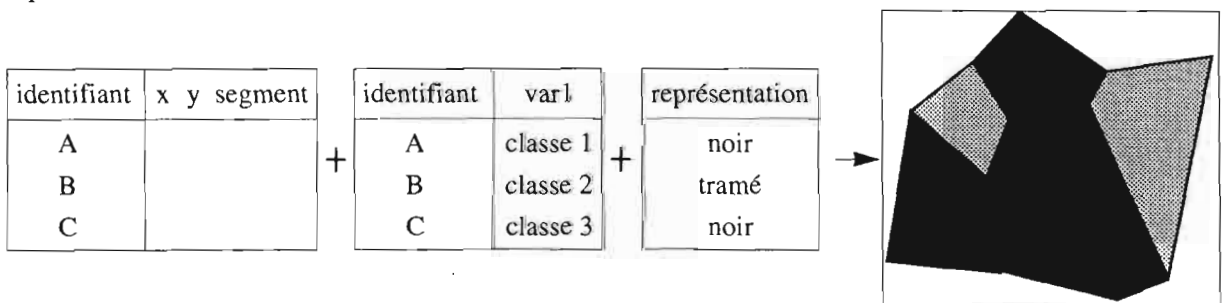 identifiant x y segment
A
B
C
+
identifiant var1
A classe 1
B classe 2
C classe 3
+
représentation
noir
tramé
noir